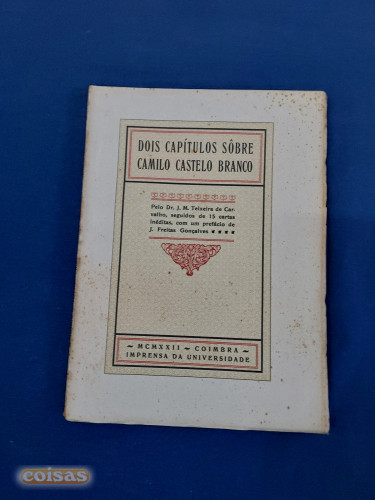 DOIS CAPÍTULOS SÔBRE
CAMILO CASTELO BRANCO
Pelo Dr. J. M. Teixeira de Car-
valho, seguidos de 15 cartas
inéditas, com um prefácio de
J. Freitas Gonçalves
~ MCMXXII ~ COIMBRA ~
IMPRENSA DA UNIVERSIDADE
coisas